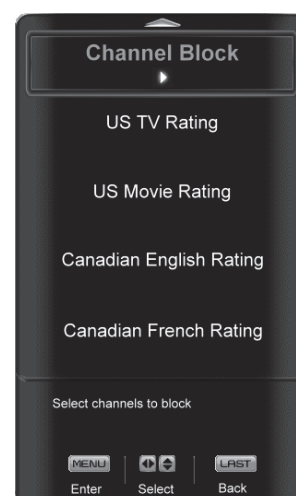 Channel Block
US TV Rating
US Movie Rating
Canadian English Rating
Canadian French Rating
Select channels to block
MENU LAST
Enter Select Back